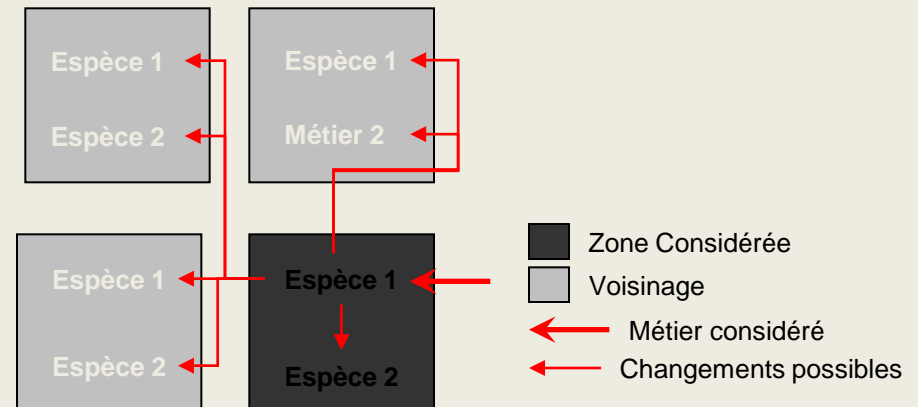 Espèce 1
Espèce 2
Espèce 1
Métier 2
Espèce 1
Espèce 2
Espèce 1
Espèce 2
Zone Considérée
Voisinage
Métier considéré
Changements possibles